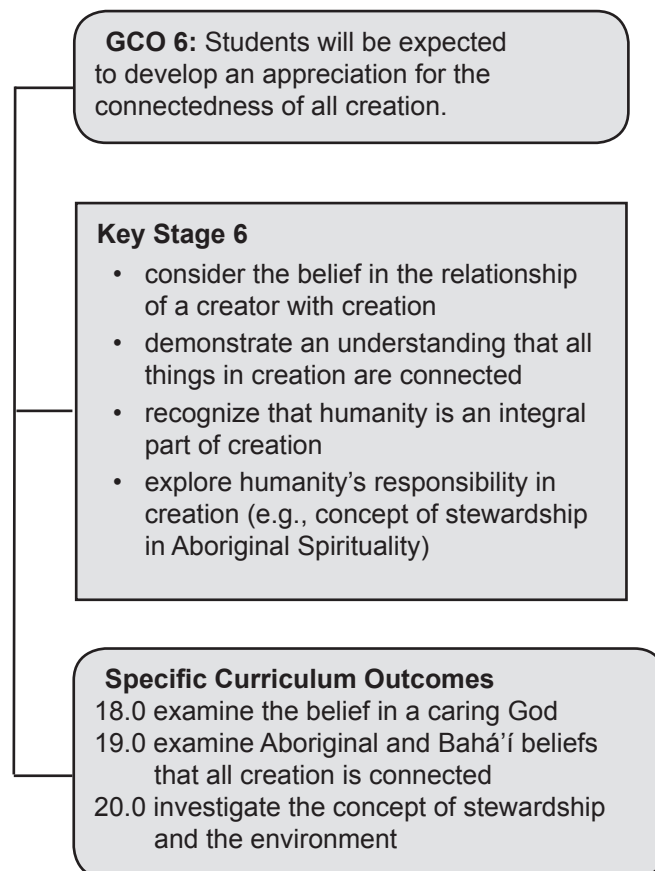 GCO 6: Students will be expected
to develop an appreciation for the
connectedness of all creation.
Key Stage 6
• consider the belief in the relationship
of a creator with creation
• demonstrate an understanding that all
things in creation are connected
• recognize that humanity is an integral
part of creation
• explore humanity’s responsibility in
creation (e.g., concept of stewardship
in Aboriginal Spirituality)
Specific Curriculum Outcomes
18.0 examine the belief in a caring God
19.0 examine Aboriginal and Bahá’í beliefs
that all creation is connected
20.0 investigate the concept of stewardship
and the environment